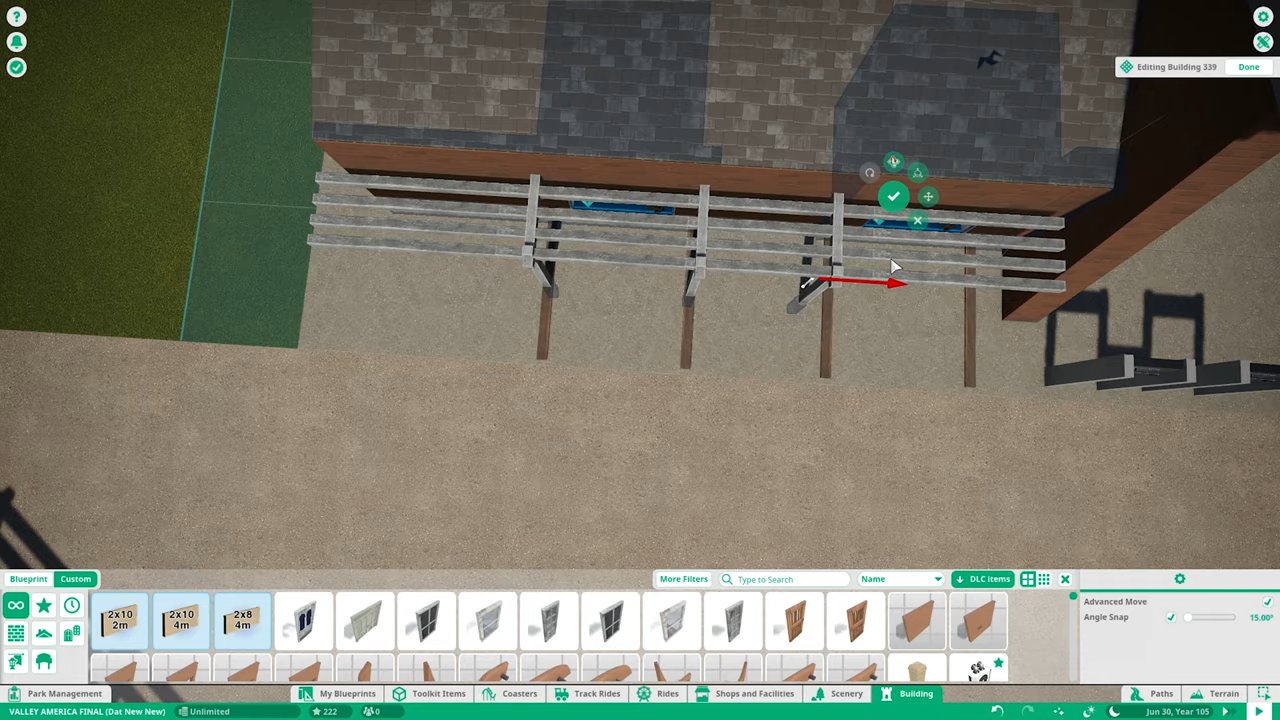 ?
Editing Building 339 Done
Blueprint Custom More Filters Type to Search Name DLC items
2x10 2m
2x10 4m
2x8 4m
Advanced Move
Angle Snap 15.00°
Park Management My Blueprints Toolkit Items Coasters Track Rides Rides Shops and Facilities Scenery Building Paths Terrain
VALLEY AMERICA FINAL (Dat New New) Unlimited 222 0 Jun 30, Year 105